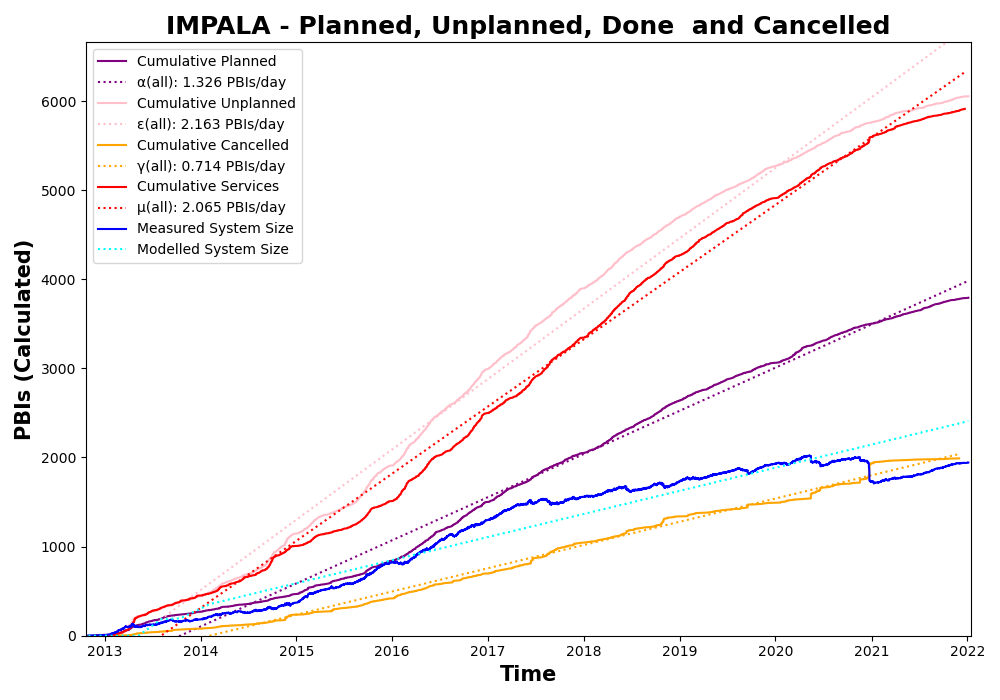 IMPALA - Planned, Unplanned, Done  and Cancelled
Cumulative Planned
α(all): 1.326 PBIs/day
Cumulative Unplanned
ε(all): 2.163 PBIs/day
Cumulative Cancelled
γ(all): 0.714 PBIs/day
Cumulative Services
μ(all): 2.065 PBIs/day
Measured System Size
Modelled System Size
PBIs (Calculated)
6000
5000
4000
3000
2000
1000
0
2013 2014 2015 2016 2017 2018 2019 2020 2021 2022
Time